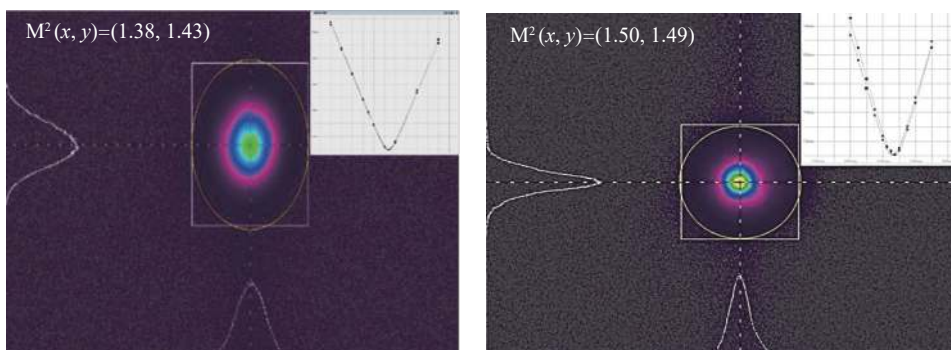 M²(x, y)=(1.38, 1.43)
M²(x, y)=(1.50, 1.49)